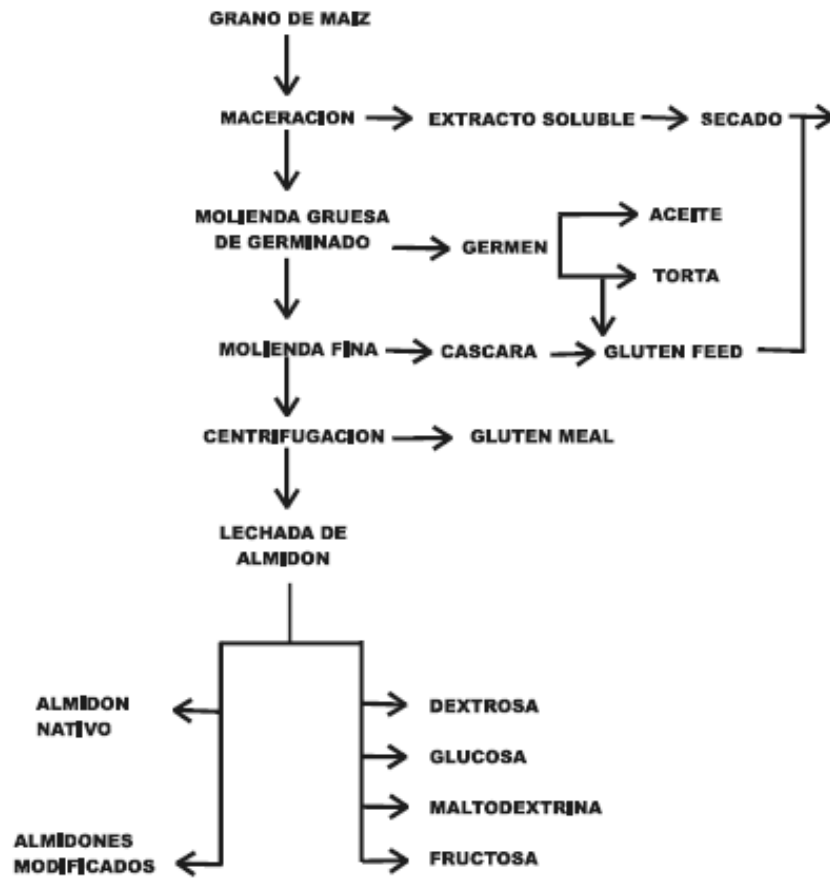 GRANO DE MAIZ
MACERACION
EXTRACTO SOLUBLE
SECADO
MOLIENDA GRUESA
DE GERMINADO
GERMEN
ACEITE
TORTA
MOLIENDA FINA
CASCARA
GLUTEN FEED
CENTRIFUGACION
GLUTEN MEAL
LECHADA DE
ALMIDON
ALMIDON
NATIVO
ALMIDONES
MODIFICADOS
DEXTROSA
GLUCOSA
MALTODEXTRINA
FRUCTOSA